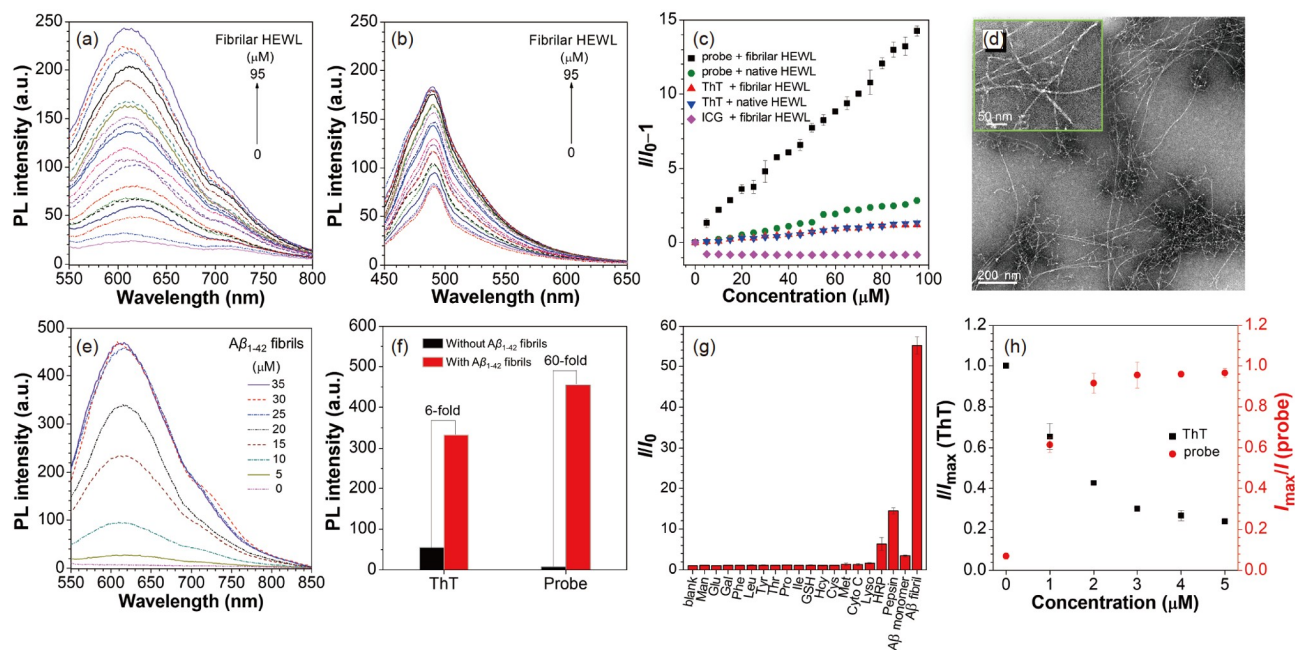 (a)
Fibrilar HEWL
(μM)
95
0
PL intensity (a.u.)
250
200
150
100
50
0
550 600 650 700 750 800
Wavelength (nm)
(b)
Fibrilar HEWL
(μM)
95
0
PL intensity (a.u.)
250
200
150
100
50
0
450 500 550 600 650
Wavelength (nm)
(c)
probe + fibrilar HEWL
probe + native HEWL
ThT + fibrilar HEWL
ThT + native HEWL
ICG + fibrilar HEWL
I/I0–1
15
10
5
0
0 20 40 60 80 100
Concentration (μM)
(d)
50 nm
200 nm
(e)
Aβ1-42 fibrils
(μM)
35
30
25
20
15
10
5
0
PL intensity (a.u.)
500
400
300
200
100
0
550 600 650 700 750 800 850
Wavelength (nm)
(f)
Without Aβ1-42 fibrils
With Aβ1-42 fibrils
60-fold
6-fold
PL intensity (a.u.)
600
500
400
300
200
100
0
ThT Probe
(g)
I/I0
60
50
40
30
20
10
0
blank
Man
Glu
Gal
Phe
Leu
Tyr
Thr
Pro
Ile
GSH
Hcy
Cys
Met
Cyto C
Lyso
HRP
Pepsin
Aβ monomer
Aβ fibril
(h)
ThT
probe
I/Imax (ThT)
1.2
1.0
0.8
0.6
0.4
0.2
0
Imax/I (probe)
1.2
1.0
0.8
0.6
0.4
0.2
0.0
0 1 2 3 4 5
Concentration (μM)